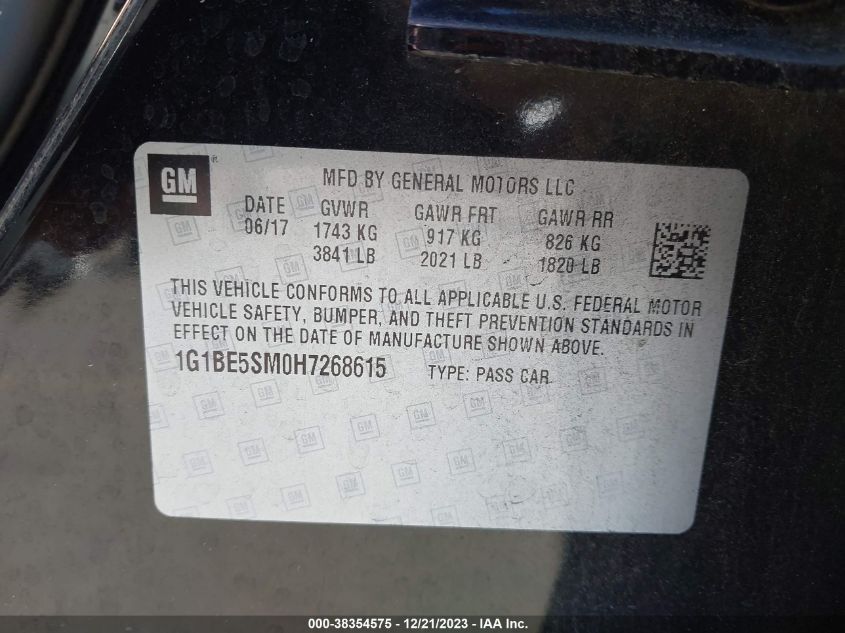 GM ®
MFD BY GENERAL MOTORS LLC
DATE GVWR GAWR FRT GAWR RR
06/17 1743 KG 917 KG 826 KG
3841 LB 2021 LB 1820 LB
THIS VEHICLE CONFORMS TO ALL APPLICABLE U.S. FEDERAL MOTOR
VEHICLE SAFETY, BUMPER, AND THEFT PREVENTION STANDARDS IN
EFFECT ON THE DATE OF MANUFACTURE SHOWN ABOVE.
1G1BE5SM0H7268615 TYPE: PASS CAR
000-38354575 - 12/21/2023 - IAA Inc.